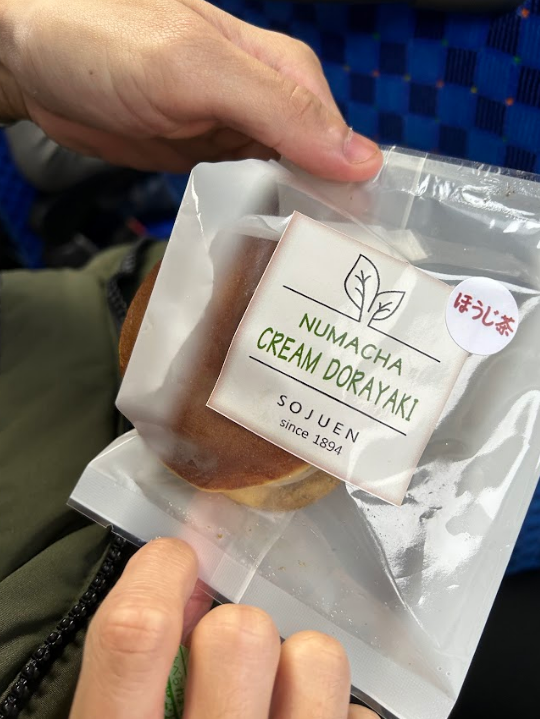 NUMACHA
CREAM DORAYAKI
SOJUEN
since 1894
ほうじ茶